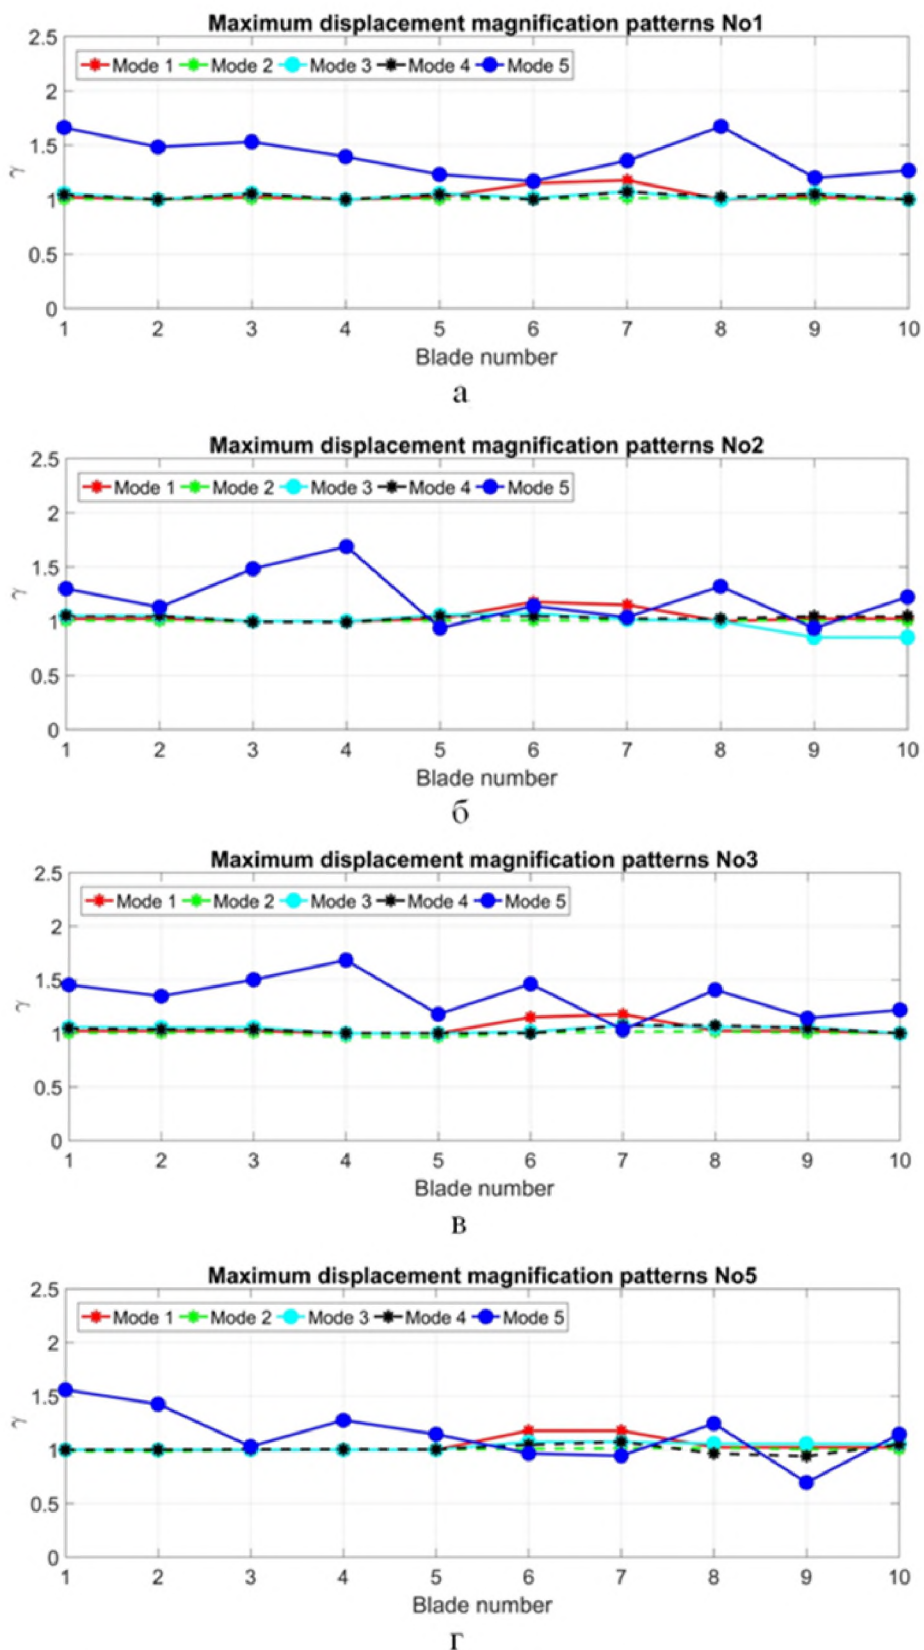 Maximum displacement magnification patterns No1
2.5
Mode 1 Mode 2 Mode 3 Mode 4 Mode 5
2
1.5
γ
1
0.5
0
1 2 3 4 5 6 7 8 9 10
Blade number
а
Maximum displacement magnification patterns No2
2.5
Mode 1 Mode 2 Mode 3 Mode 4 Mode 5
2
1.5
γ
1
0.5
0
1 2 3 4 5 6 7 8 9 10
Blade number
б
Maximum displacement magnification patterns No3
2.5
Mode 1 Mode 2 Mode 3 Mode 4 Mode 5
2
1.5
γ
1
0.5
0
1 2 3 4 5 6 7 8 9 10
Blade number
в
Maximum displacement magnification patterns No5
2.5
Mode 1 Mode 2 Mode 3 Mode 4 Mode 5
2
1.5
γ
1
0.5
0
1 2 3 4 5 6 7 8 9 10
Blade number
г